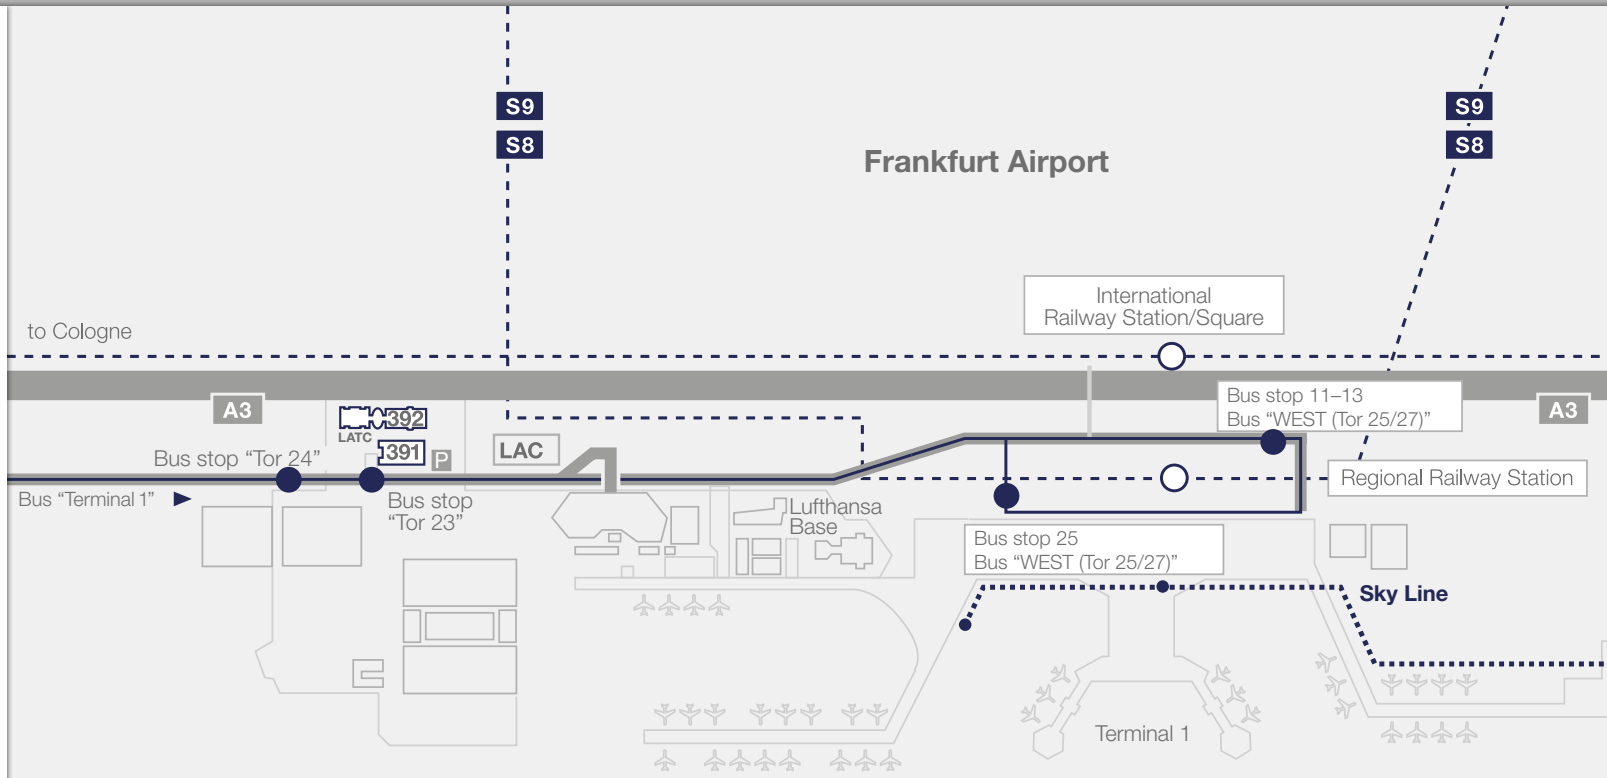 S9
S8
S9
S8
Frankfurt Airport
International
Railway Station/Square
to Cologne
A3
392
LATC
391
P
LAC
Bus stop 11–13
Bus “WEST (Tor 25/27)”
A3
Bus stop “Tor 24”
Bus “Terminal 1”
Bus stop
“Tor 23”
Regional Railway Station
Lufthansa
Base
Bus stop 25
Bus “WEST (Tor 25/27)”
Sky Line
Terminal 1